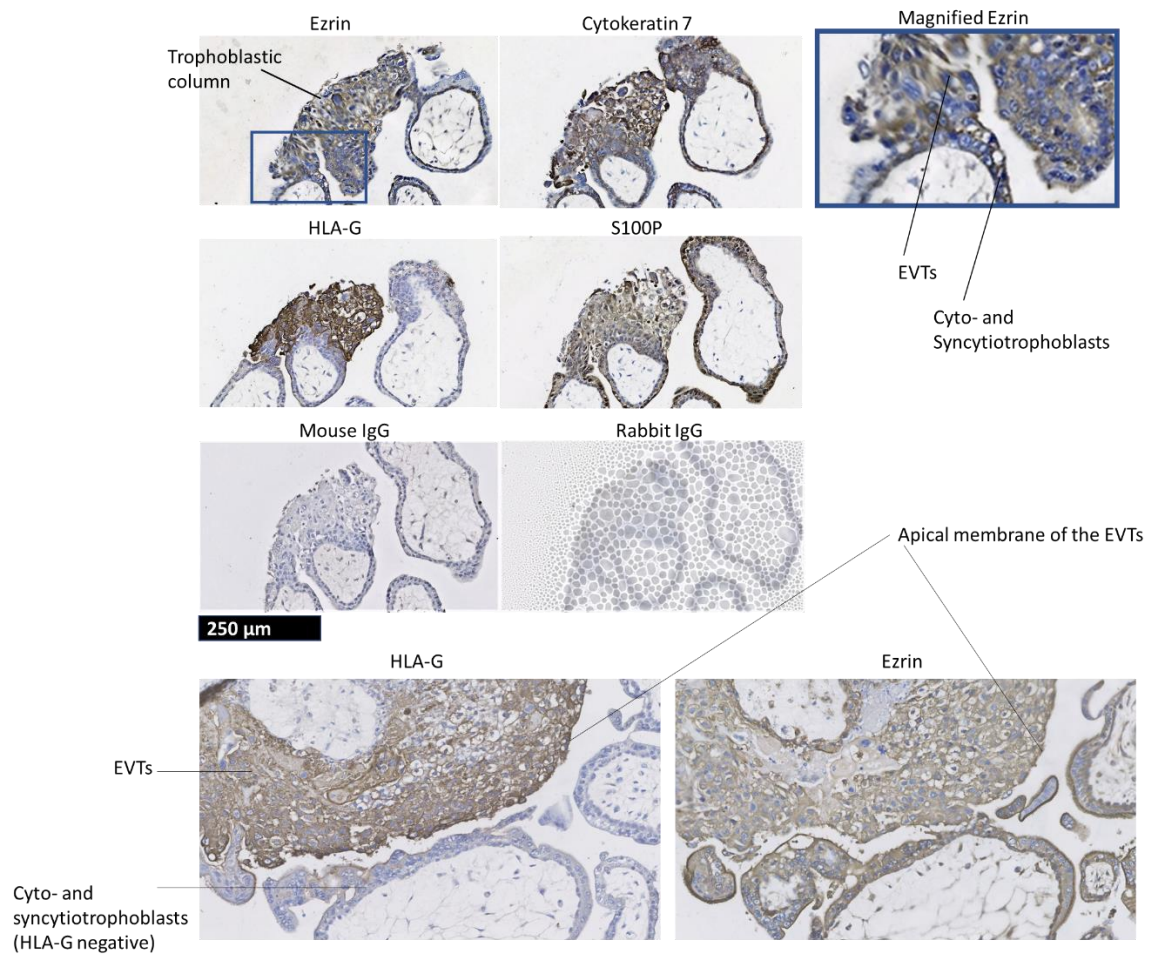 Ezrin
Cytokeratin 7
Magnified Ezrin
Trophoblastic
column
EVTs
Cyto- and
Syncytiotrophoblasts
HLA-G
S100P
Mouse IgG
Rabbit IgG
Apical membrane of the EVTs
250 µm
HLA-G
Ezrin
EVTs
Cyto- and
syncytiotrophoblasts
(HLA-G negative)